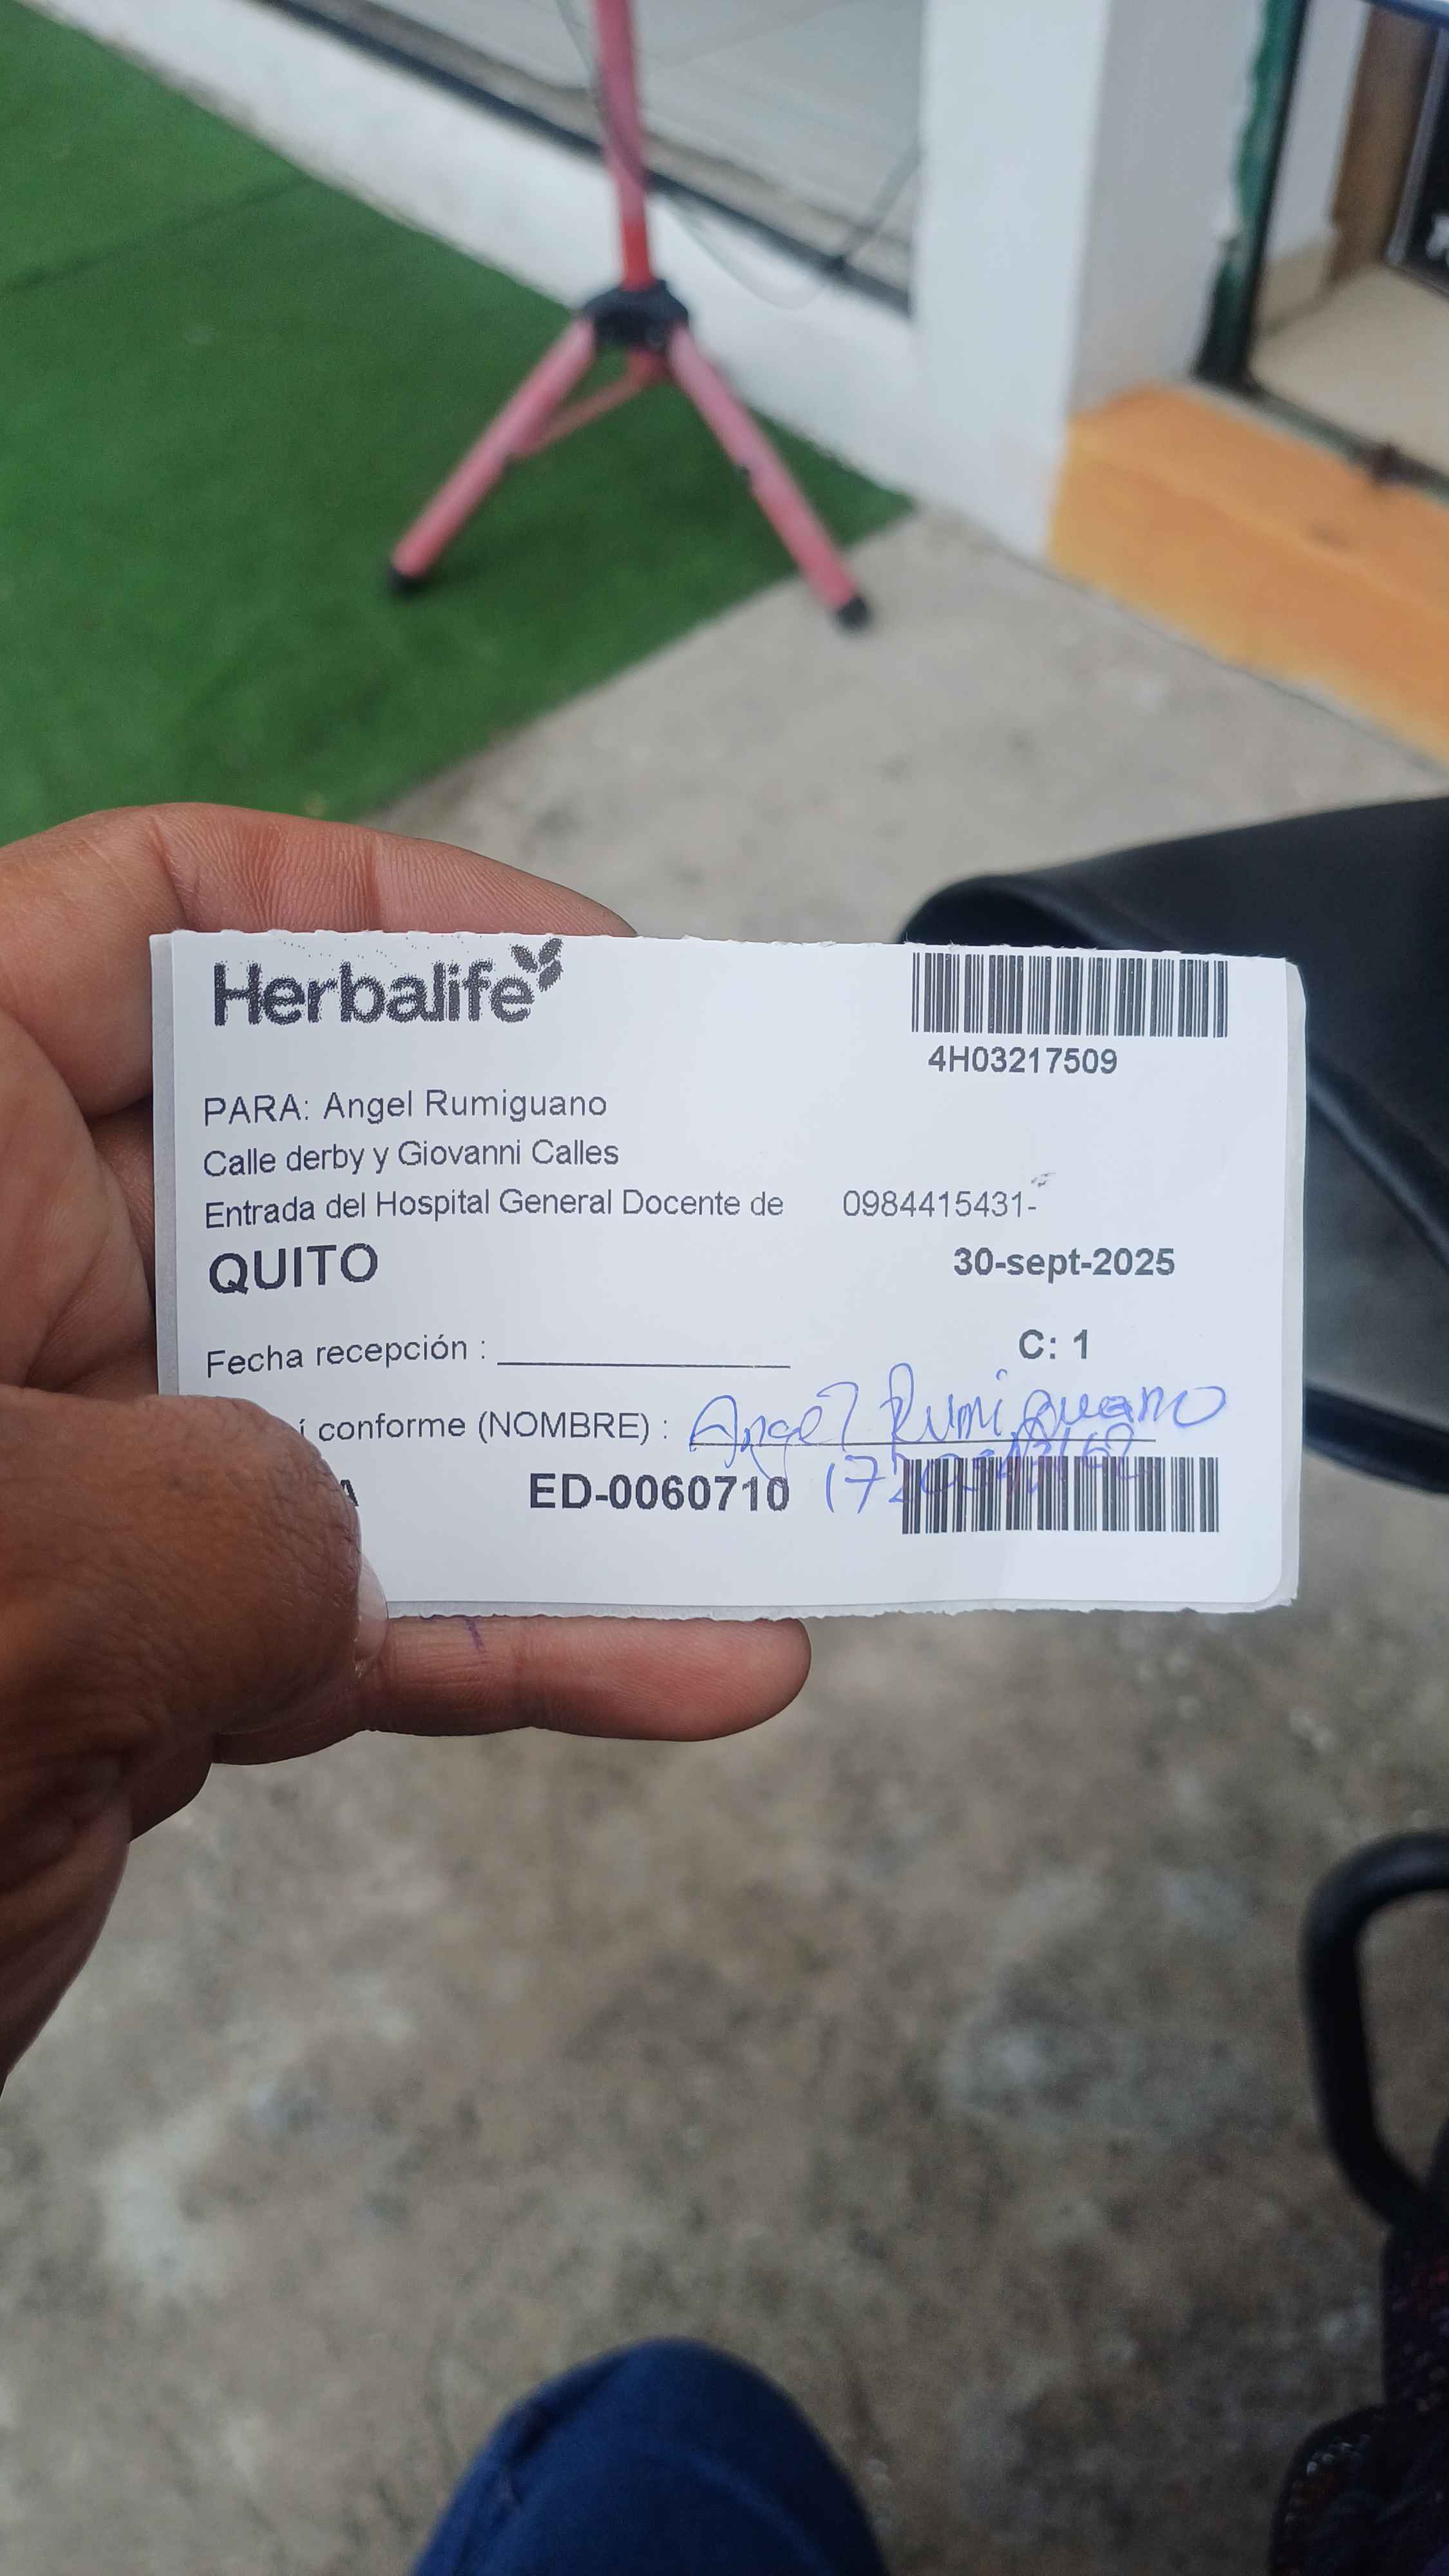 Herbalife
4H03217509
PARA: Angel Rumiguano
Calle derby y Giovanni Calles
Entrada del Hospital General Docente de 0984415431-
QUITO 30-sept-2025
Fecha recepción :
C: 1
í conforme (NOMBRE) : Angel Rumiguano
A ED-0060710